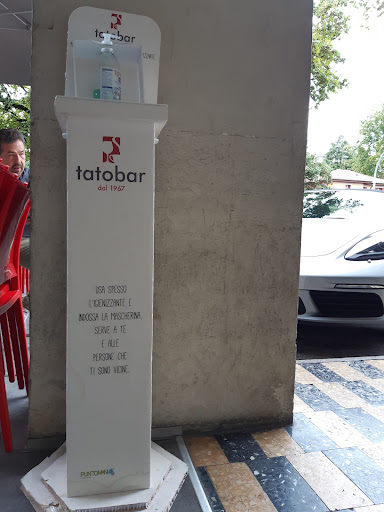 tatobar
tatobar
dal 1967
USA SPESSO
L'IGIENIZZANTE E
INDOSSA LA MASCHERINA,
SERVE A TE
E ALLE
PERSONE CHE
TI SONO VICINE.